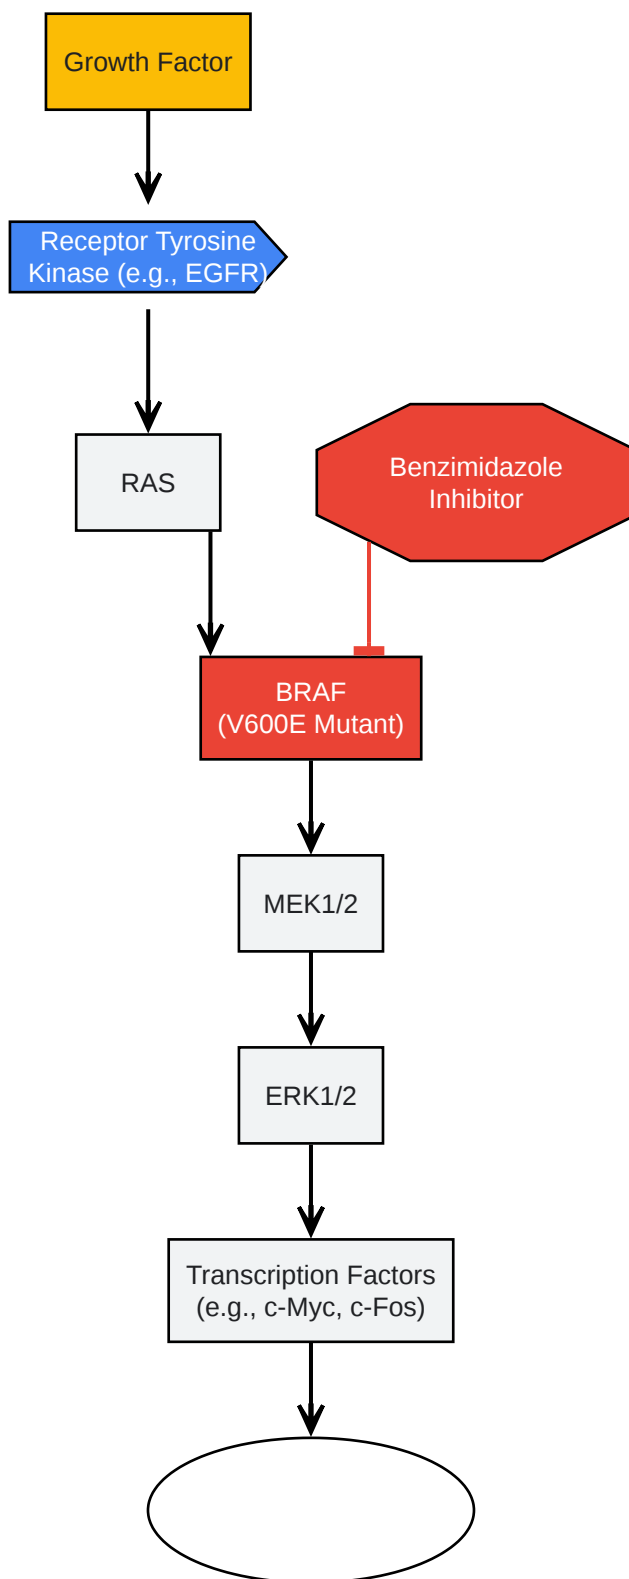 Growth Factor
Receptor Tyrosine
Kinase (e.g., EGFR)
RAS
Benzimidazole
Inhibitor
BRAF
(V600E Mutant)
MEK1/2
ERK1/2
Transcription Factors
(e.g., c-Myc, c-Fos)